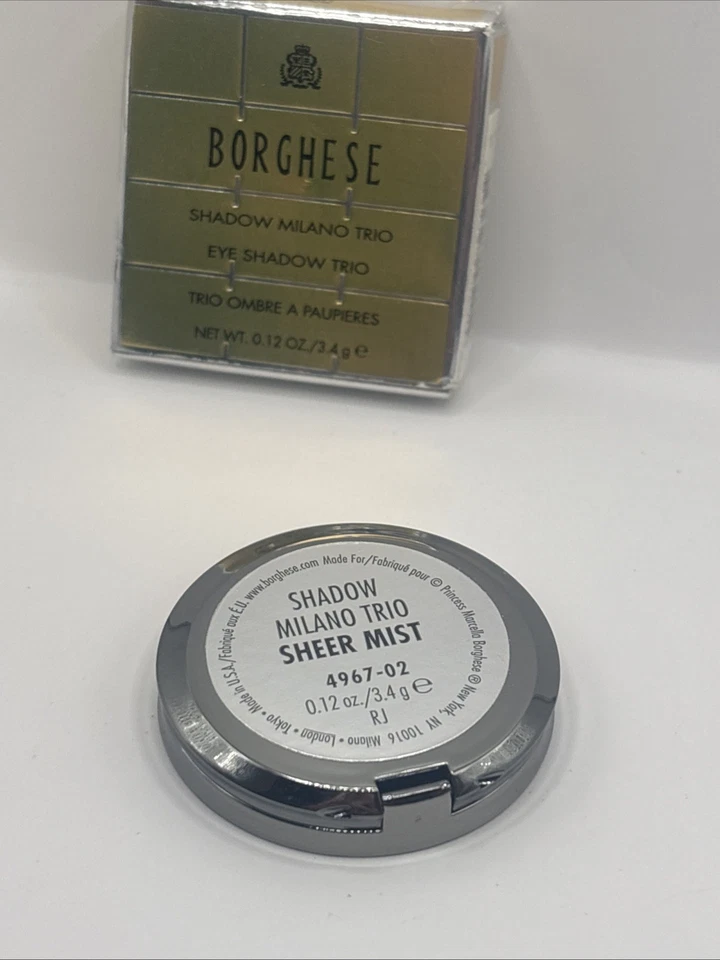 BORGHESE
SHADOW MILANO TRIO
EYE SHADOW TRIO
TRIO OMBRE A PAUPIERES
NET WT. 0.12 OZ./3.4 g ℮
www.borghese.com Made For/Fabriqué pour © Princess Marcella Borghese ® New York, NY 10016 Milano • London • Tokyo • Made in U.S.A./Fabriqué aux É.U.
SHADOW
MILANO TRIO
SHEER MIST
4967-02
0.12 oz./3.4 g ℮
RJ